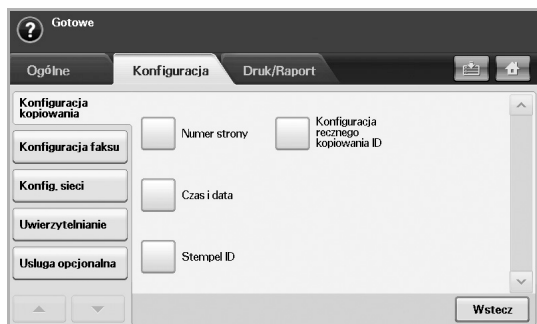 Gotowe
Ogólne
Konfiguracja
Druk/Raport
Konfiguracja
kopiowania
Konfiguracja faksu
Konfig. sieci
Uwierzytelnianie
Usługa opcjonalna
Numer strony
Konfiguracja
recznego
kopiowania ID
Czas i data
Stempel ID
Wstecz